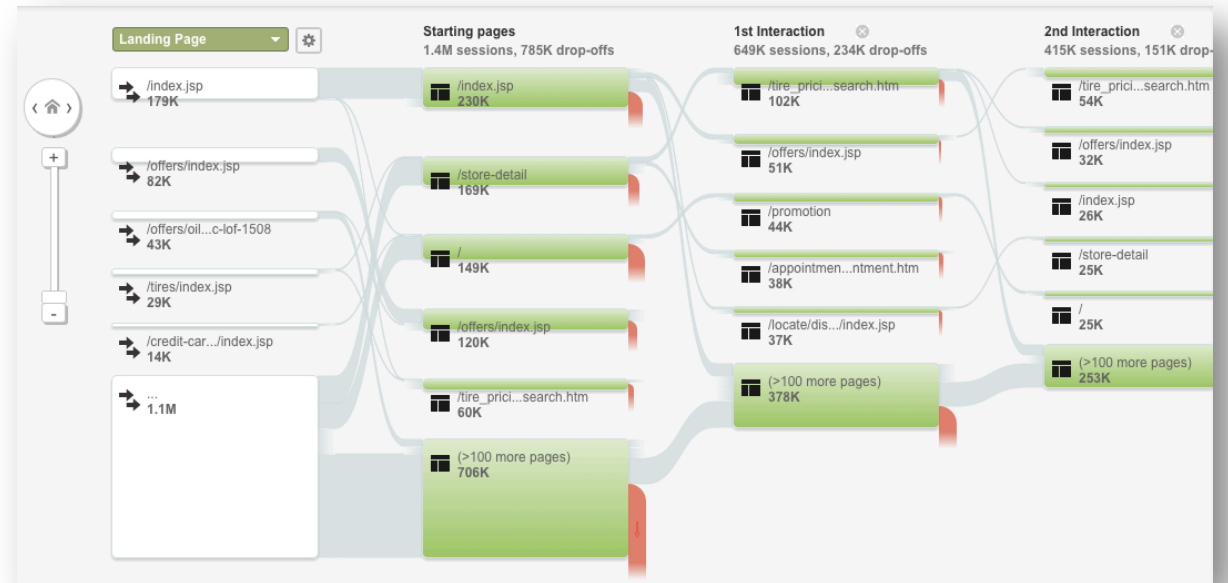 Landing Page
/index.jsp
179K
/offers/index.jsp
82K
/offers/oil...c-lof-1508
43K
/tires/index.jsp
29K
/credit-car.../index.jsp
14K
...
1.1M
+
-
Starting pages
1.4M sessions, 785K drop-offs
/index.jsp
230K
/store-detail
169K
/
149K
/offers/index.jsp
120K
/tire_prici...search.htm
60K
(>100 more pages)
706K
1st Interaction
649K sessions, 234K drop-offs
/tire_prici...search.htm
102K
/offers/index.jsp
51K
/promotion
44K
/appointmen...ntment.htm
38K
/locate/dis.../index.jsp
37K
(>100 more pages)
378K
2nd Interaction
415K sessions, 151K drop-
/tire_prici...search.htm
54K
/offers/index.jsp
32K
/index.jsp
26K
/store-detail
25K
/
25K
(>100 more pages)
253K